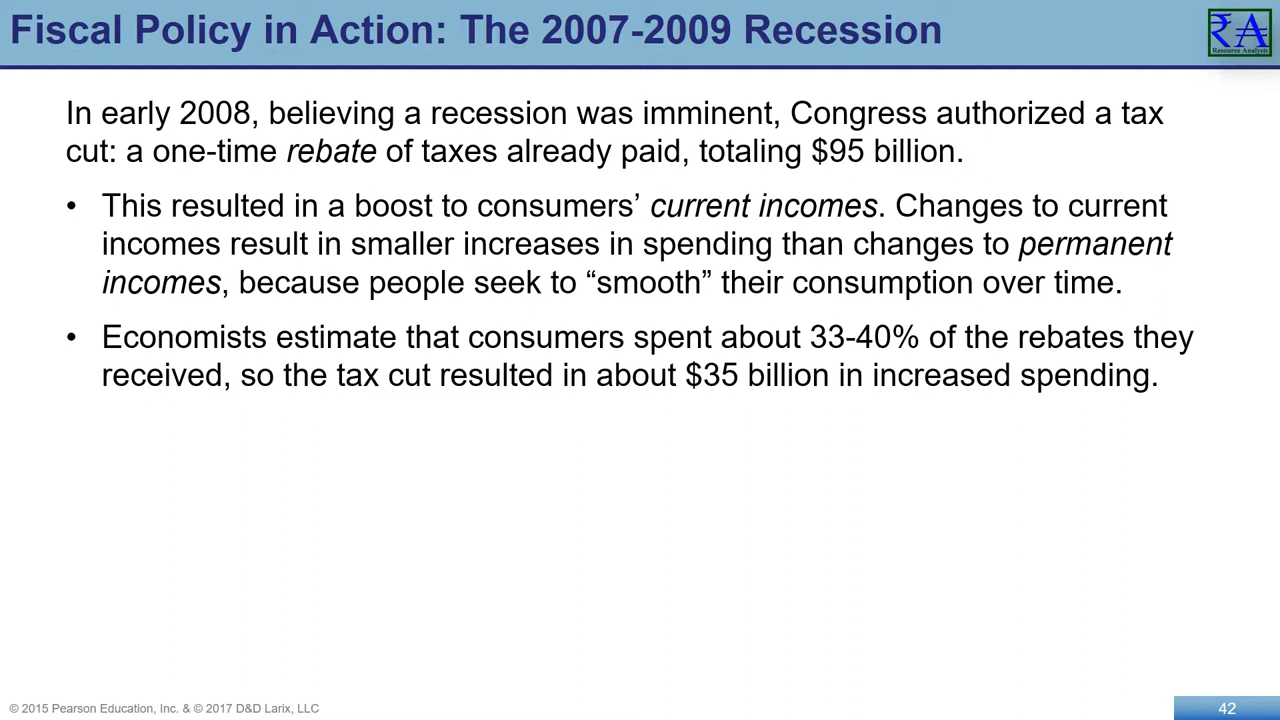 Fiscal Policy in Action: The 2007-2009 Recession
₹A
Resource Analysis
In early 2008, believing a recession was imminent, Congress authorized a tax
cut: a one-time rebate of taxes already paid, totaling $95 billion.
• This resulted in a boost to consumers’ current incomes. Changes to current
incomes result in smaller increases in spending than changes to permanent
incomes, because people seek to “smooth” their consumption over time.
• Economists estimate that consumers spent about 33-40% of the rebates they
received, so the tax cut resulted in about $35 billion in increased spending.
© 2015 Pearson Education, Inc. & © 2017 D&D Larix, LLC
42